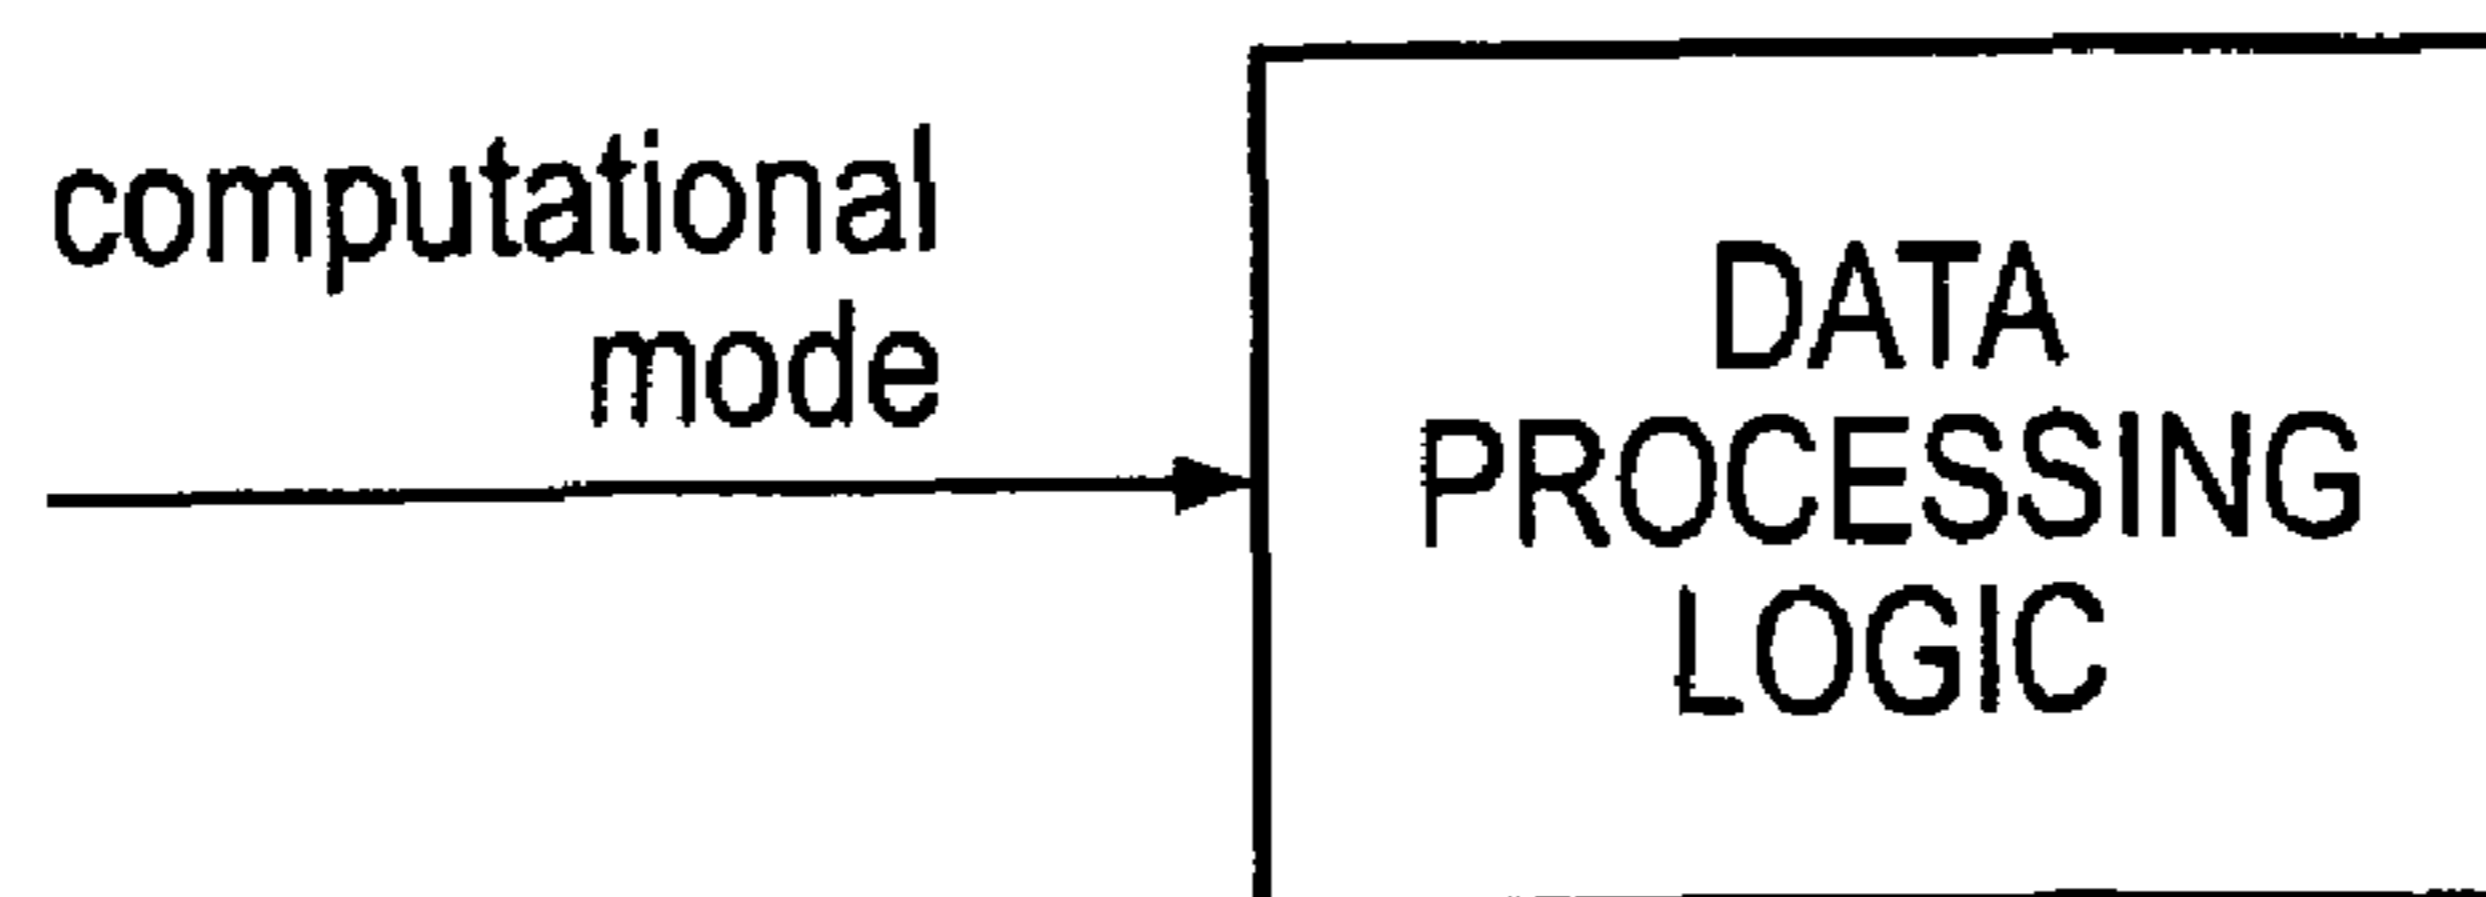 computational
mode
DATA
PROCESSING
LOGIC